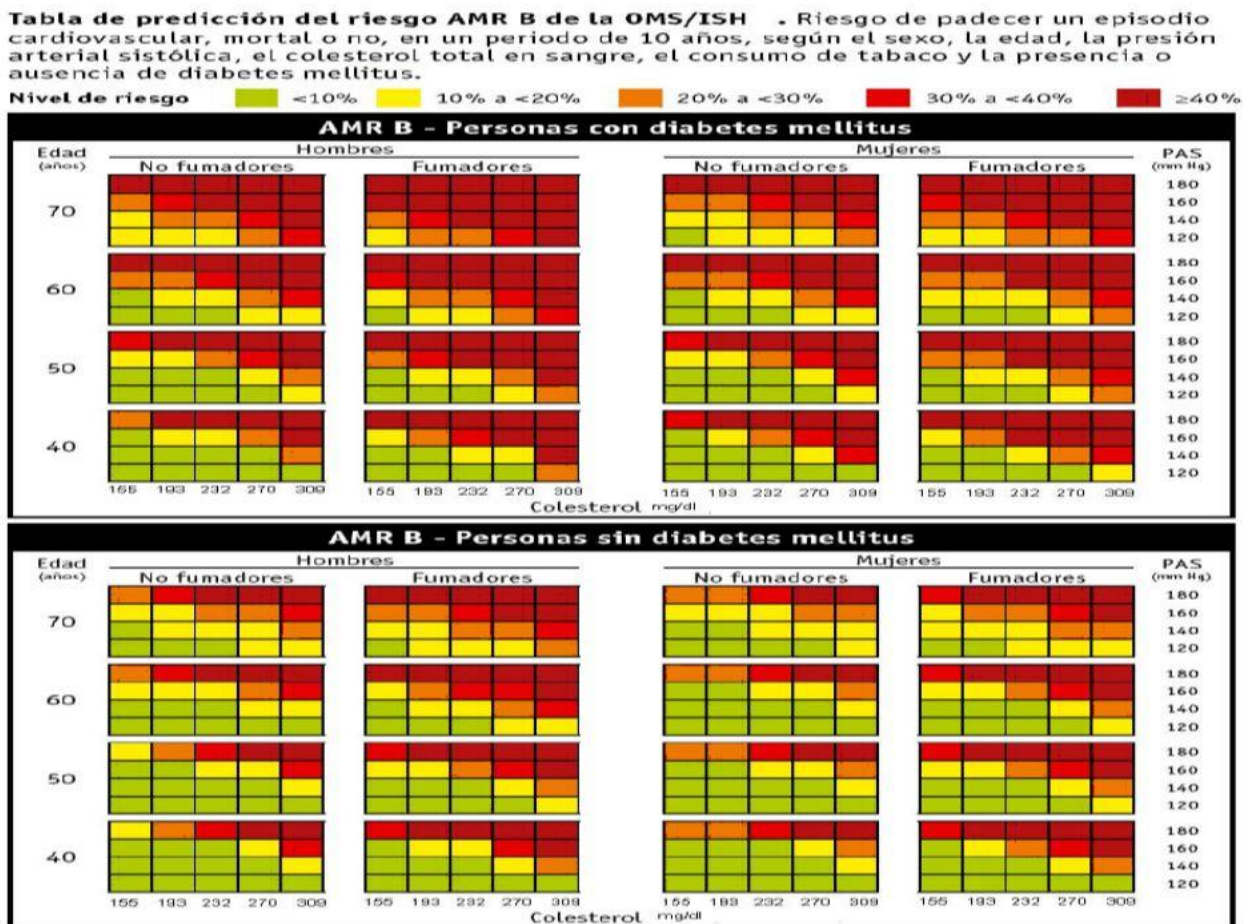 Tabla de predicción del riesgo AMR B de la OMS/ISH . Riesgo de padecer un episodio
cardiovascular, mortal o no, en un periodo de 10 años, según el sexo, la edad, la presión
arterial sistólica, el colesterol total en sangre, el consumo de tabaco y la presencia o
ausencia de diabetes mellitus.
Nivel de riesgo <10% 10% a <20% 20% a <30% 30% a <40% ≥40%
AMR B – Personas con diabetes mellitus
Edad Hombres Mujeres PAS
(años) No fumadores Fumadores No fumadores Fumadores (mm Hg)
180
70 160
140
120
180
60 160
140
120
180
50 160
140
120
180
40 160
140
120
155 193 232 270 309 155 193 232 270 309 155 193 232 270 309 155 193 232 270 309
Colesterol mg/dl
AMR B – Personas sin diabetes mellitus
Edad Hombres Mujeres PAS
(años) No fumadores Fumadores No fumadores Fumadores (mm Hg)
180
70 160
140
120
180
60 160
140
120
180
50 160
140
120
180
40 160
140
120
155 193 232 270 309 155 193 232 270 309 155 193 232 270 309 155 193 232 270 309
Colesterol mg/dl